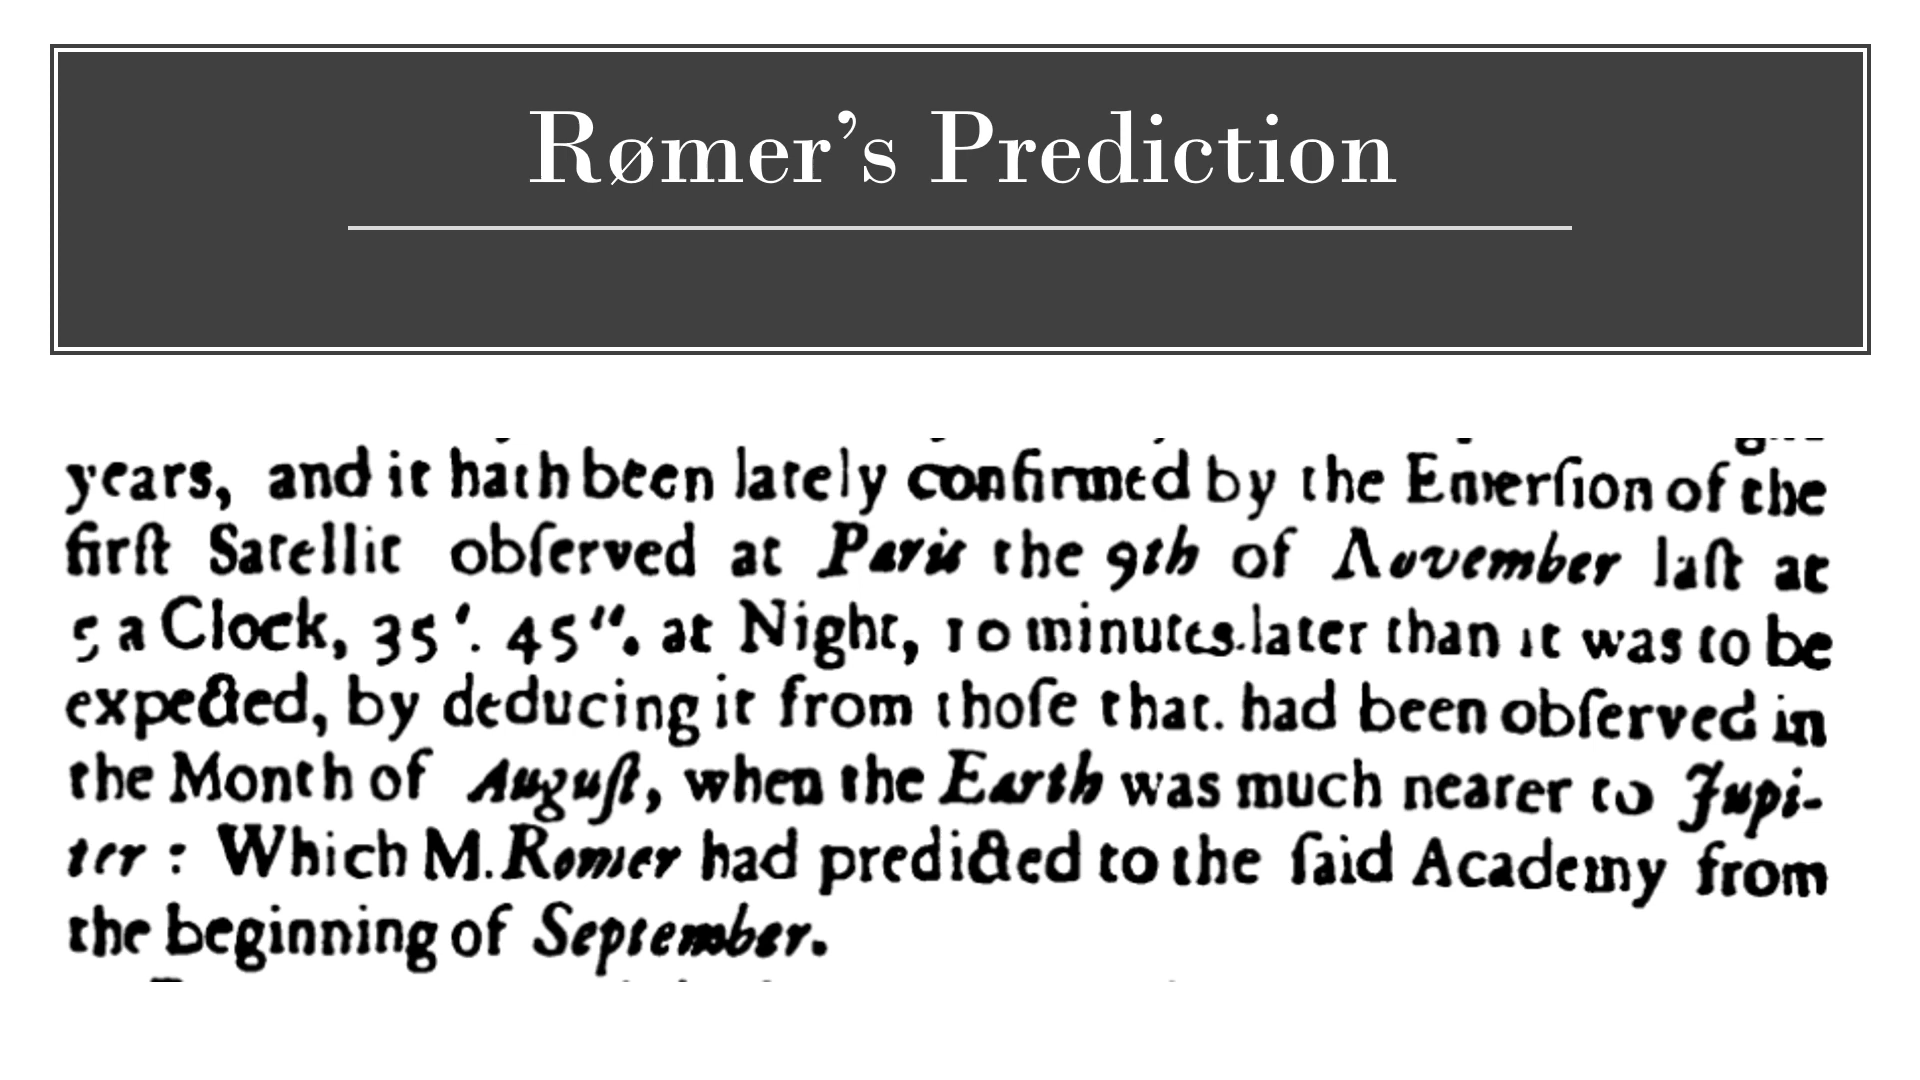 Rømer’s Prediction
years, and it hath been lately confirmed by the Emerſion of the
firſt Satellit obſerved at Paris the 9th of November laſt at
5 a Clock, 35'. 45". at Night, 10 minutes later than it was to be
expected, by deducing it from thoſe that. had been obſerved in
the Month of Auguſt, when the Earth was much nearer to Jupi-
ter : Which M. Romer had predicted to the ſaid Academy from
the beginning of September.